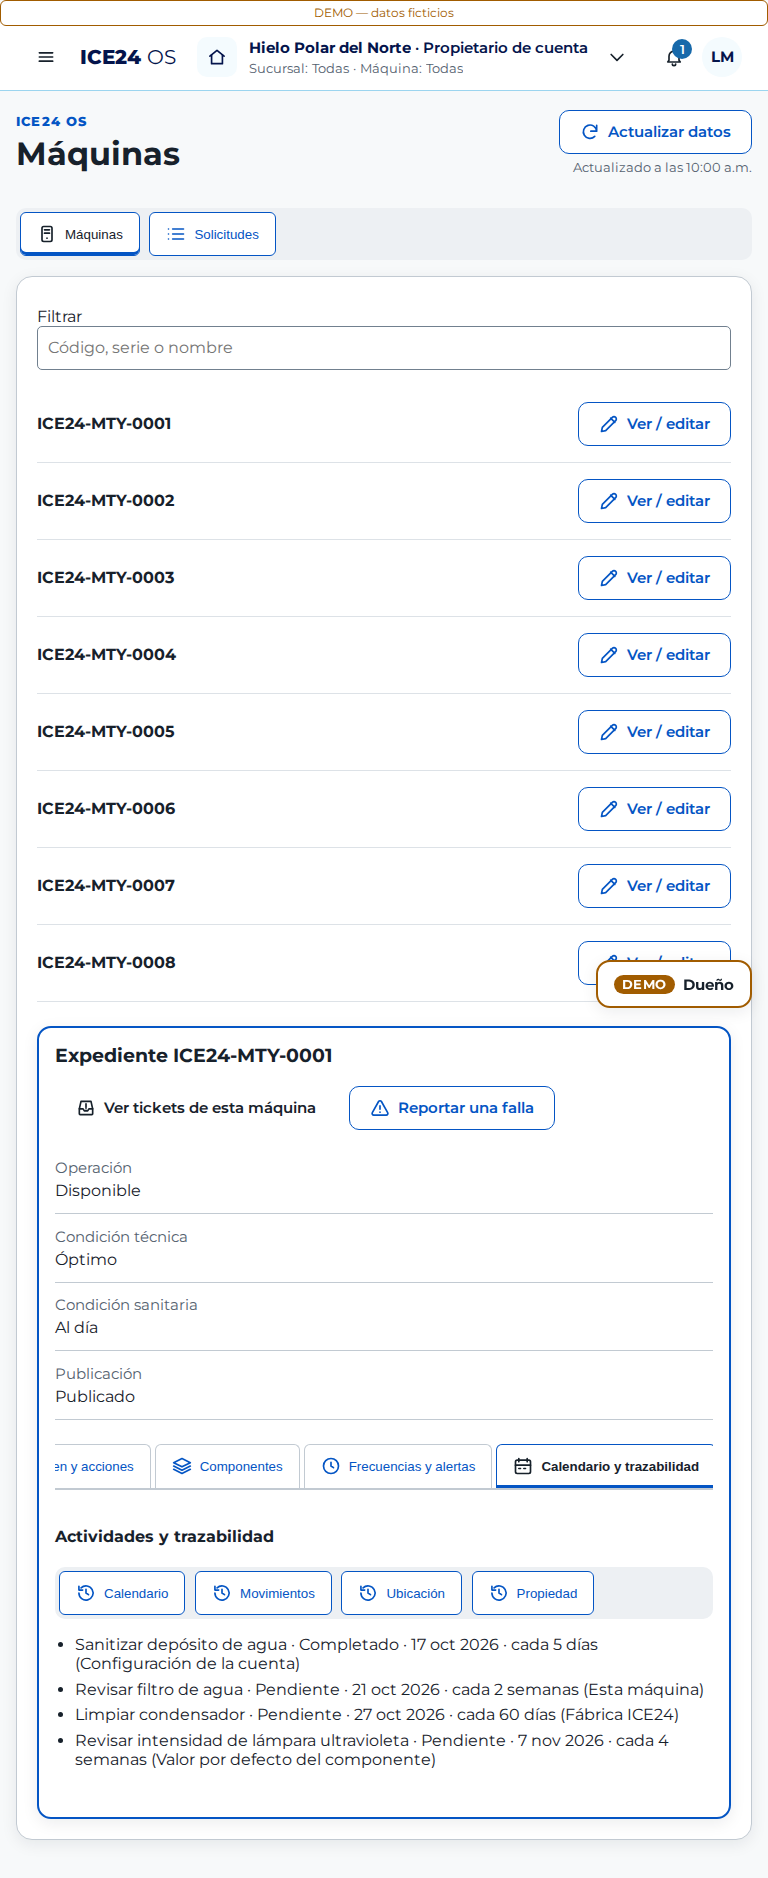 DEMO — datos ficticios
ICE24 OS
Hielo Polar del Norte · Propietario de cuenta
Sucursal: Todas · Máquina: Todas
1
LM
ICE24 OS
Máquinas
Actualizar datos
Actualizado a las 10:00 a.m.
Máquinas
Solicitudes
Filtrar
Código, serie o nombre
ICE24-MTY-0001
Ver / editar
ICE24-MTY-0002
Ver / editar
ICE24-MTY-0003
Ver / editar
ICE24-MTY-0004
Ver / editar
ICE24-MTY-0005
Ver / editar
ICE24-MTY-0006
Ver / editar
ICE24-MTY-0007
Ver / editar
ICE24-MTY-0008
DEMO Dueño
Expediente ICE24-MTY-0001
Ver tickets de esta máquina
Reportar una falla
Operación
Disponible
Condición técnica
Óptimo
Condición sanitaria
Al día
Publicación
Publicado
en y acciones
Componentes
Frecuencias y alertas
Calendario y trazabilidad
Actividades y trazabilidad
Calendario
Movimientos
Ubicación
Propiedad
• Sanitizar depósito de agua · Completado · 17 oct 2026 · cada 5 días
(Configuración de la cuenta)
• Revisar filtro de agua · Pendiente · 21 oct 2026 · cada 2 semanas (Esta máquina)
• Limpiar condensador · Pendiente · 27 oct 2026 · cada 60 días (Fábrica ICE24)
• Revisar intensidad de lámpara ultravioleta · Pendiente · 7 nov 2026 · cada 4
semanas (Valor por defecto del componente)